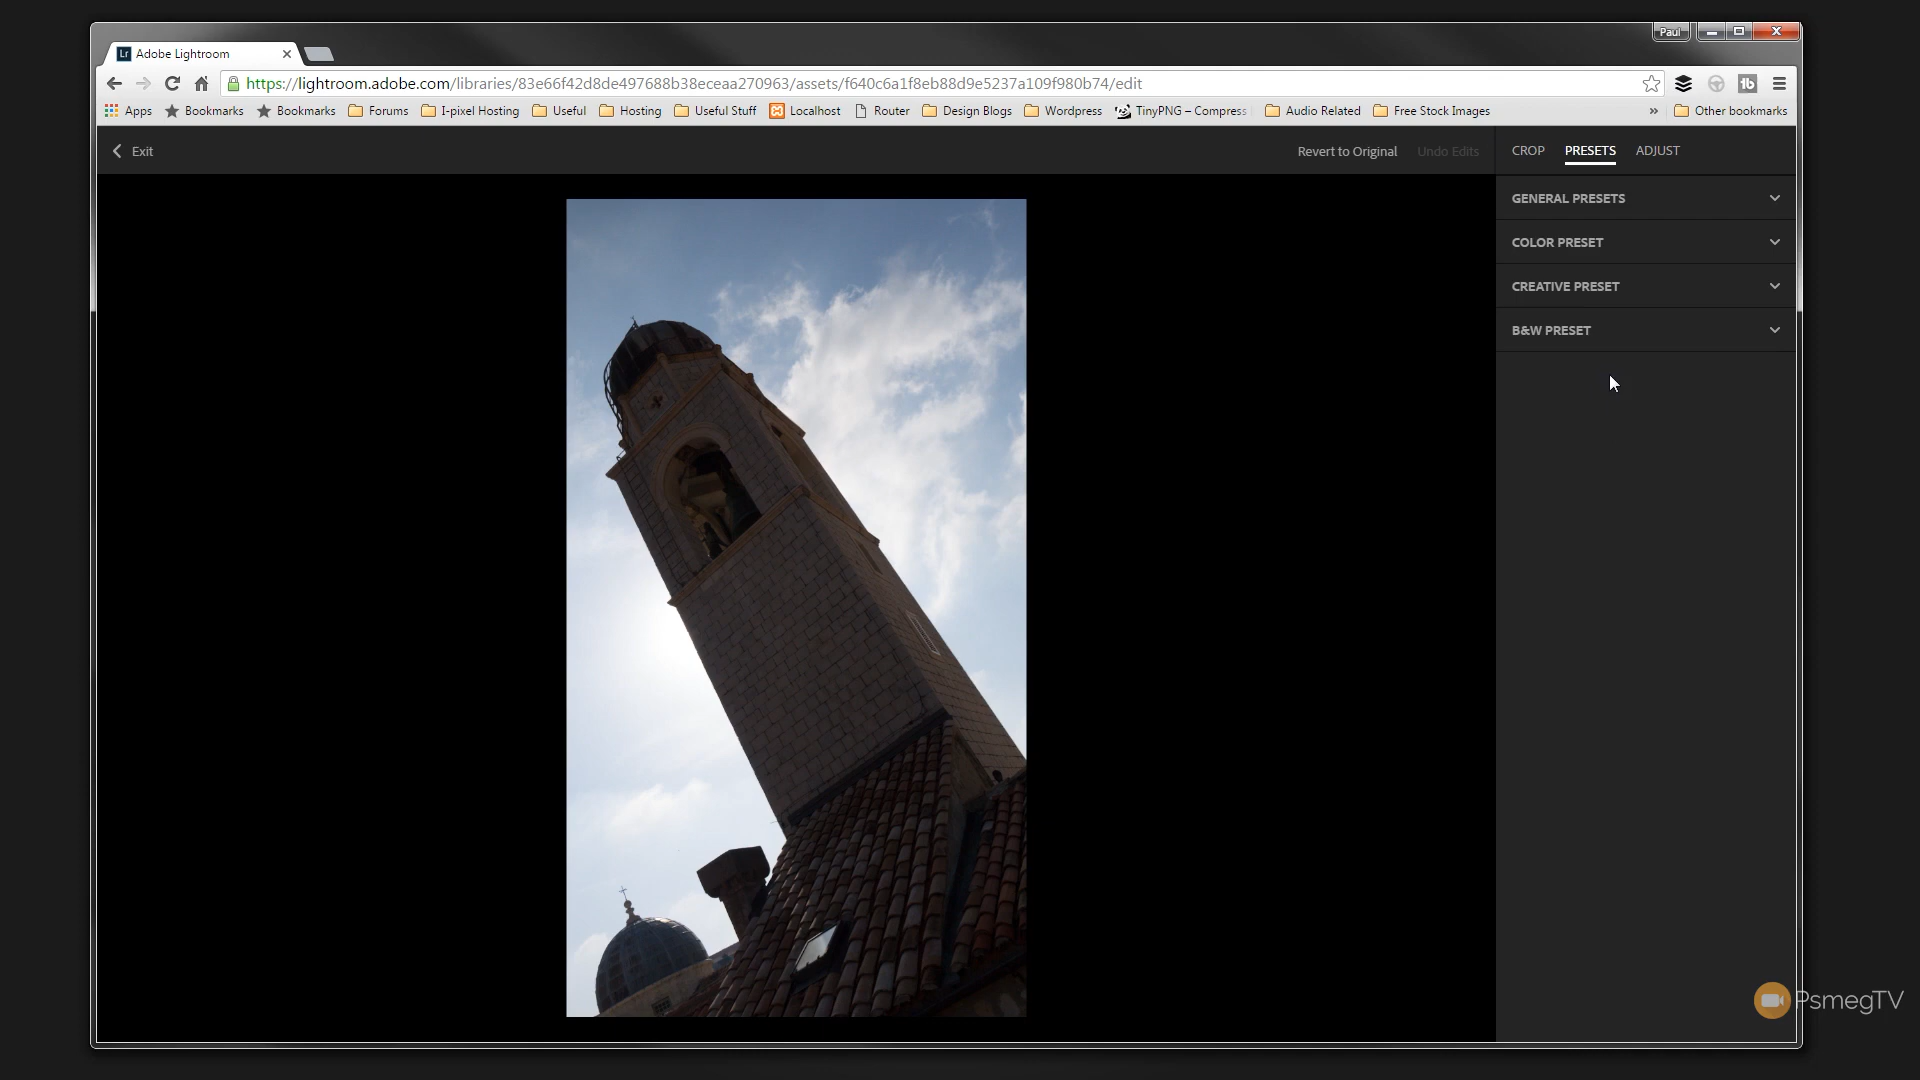 Paul
Lr Adobe Lightroom
https://lightroom.adobe.com/libraries/83e66f42d8de497688b38eceaa270963/assets/f640c6a1f8eb88d9e5237a109f980b74/edit
Apps Bookmarks Bookmarks Forums I-pixel Hosting Useful Hosting Useful Stuff Localhost Router Design Blogs Wordpress TinyPNG – Compress Audio Related Free Stock Images » Other bookmarks
Exit Revert to Original Undo Edits CROP PRESETS ADJUST
GENERAL PRESETS
COLOR PRESET
CREATIVE PRESET
B&W PRESET
PsmegTV